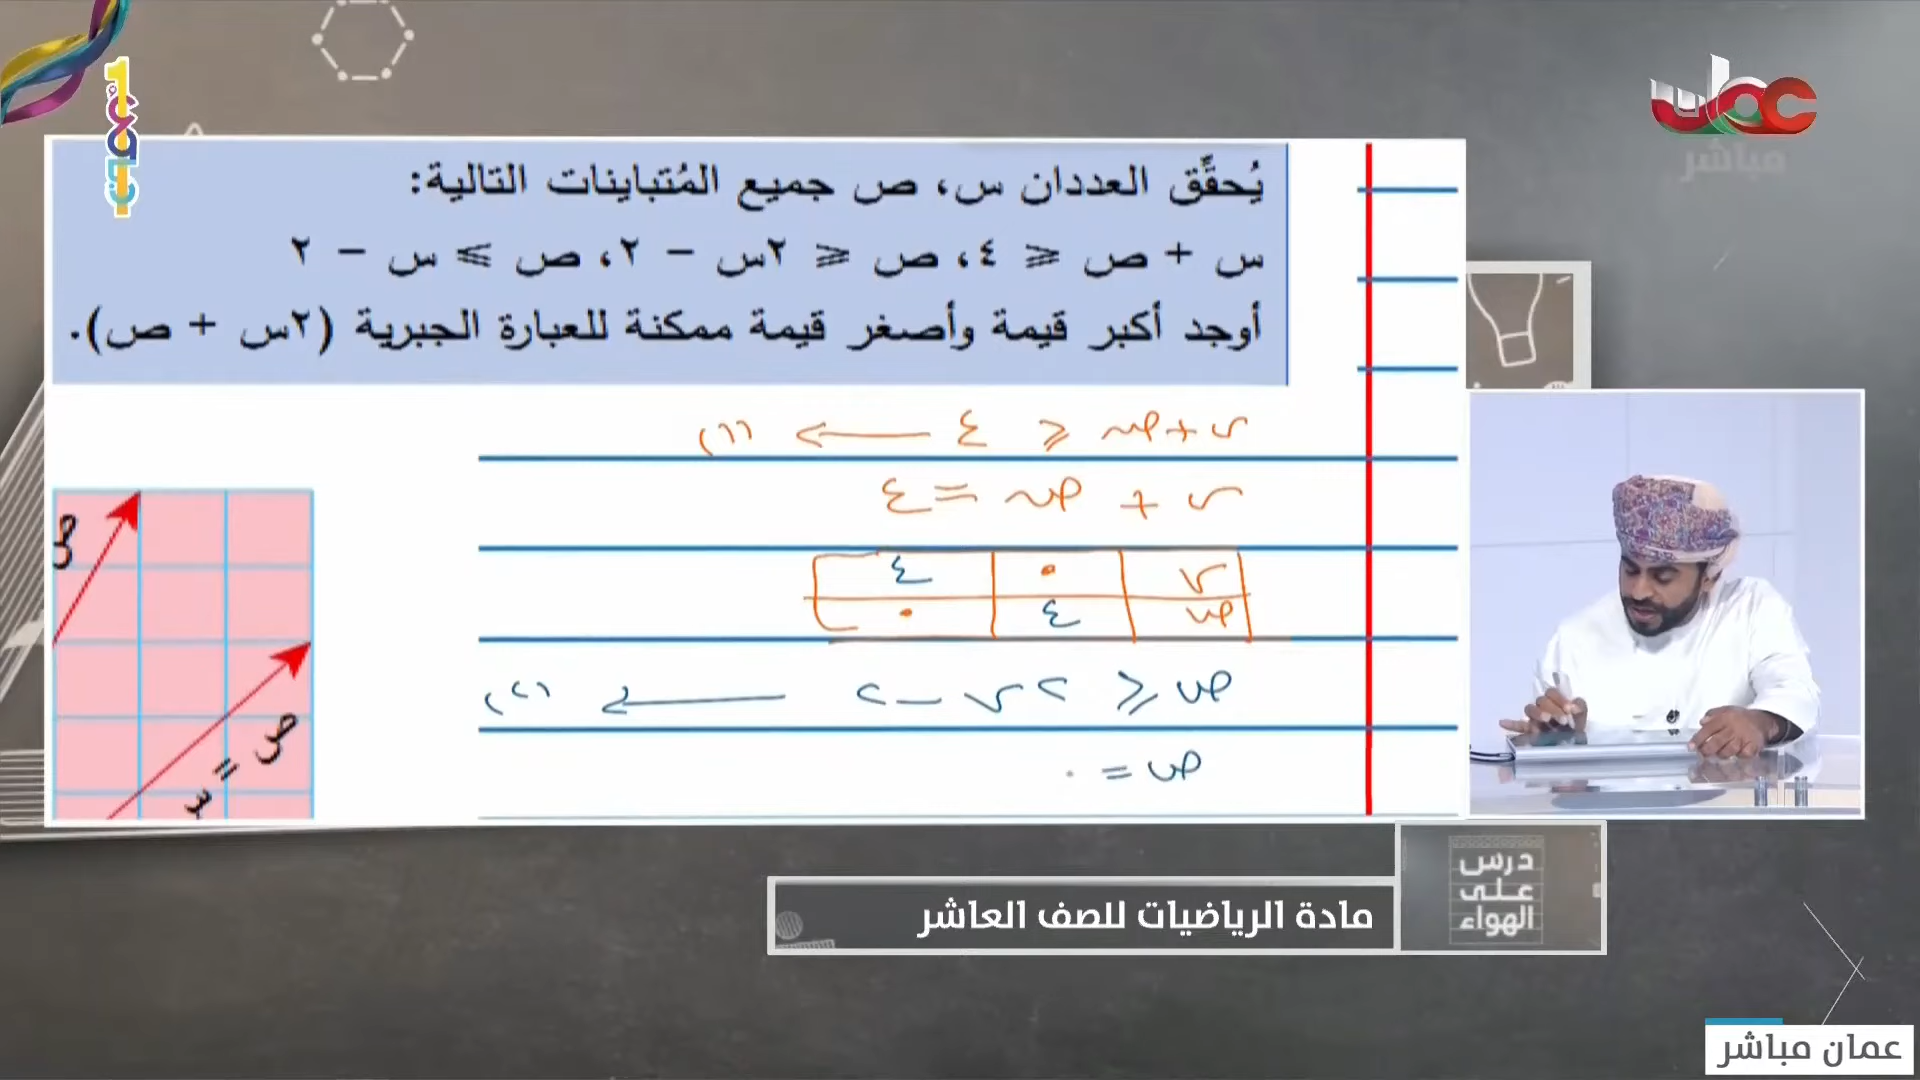 عمان
مباشر
يُحقِّق العددان س، ص جميع المُتباينات التالية:
س + ص ⩽ ٤، ص ⩽ ٢س − ٢، ص ⩾ س − ٢
أوجد أكبر قيمة وأصغر قيمة ممكنة للعبارة الجبرية (٢س + ص).
س + ص ⩽ ٤ ← (١)
س + ص = ٤
س ٠ ٤
ص ٤ ٠
ص ⩽ ٢س − ٢ ← (٢)
ص =
ص
ص = س
درس
على
الهواء
مادة الرياضيات للصف العاشر
عمان مباشر